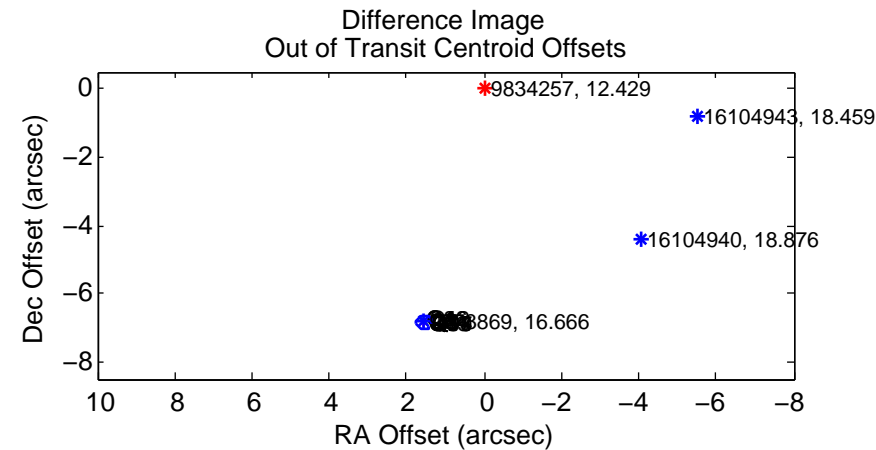 Difference Image
Out of Transit Centroid Offsets
Dec Offset (arcsec)
0
−2
−4
−6
−8
9834257, 12.429
16104943, 18.459
16104940, 18.876
16.666
10 8 6 4 2 0 −2 −4 −6 −8
RA Offset (arcsec)